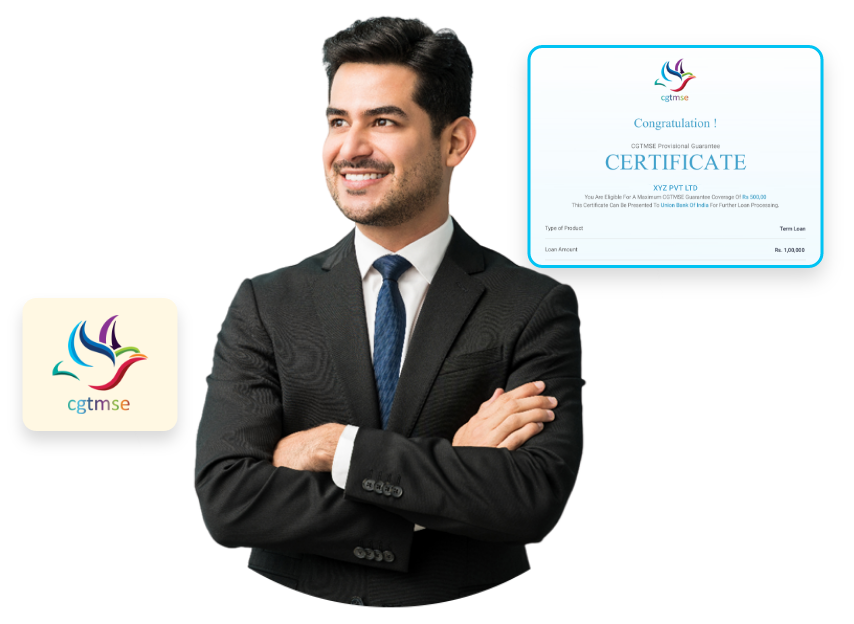 cgtmse
Congratulation !
CGTMSE Provisional Guarantee
CERTIFICATE
XYZ PVT LTD
You Are Eligible For A Maximum CGTMSE Guarantee Coverage Of Rs 500,00
This Certificate Can Be Presented To Union Bank Of India For Further Loan Processing.
Type of Product Term Loan
Loan Amount Rs. 1,00,000
cgtmse